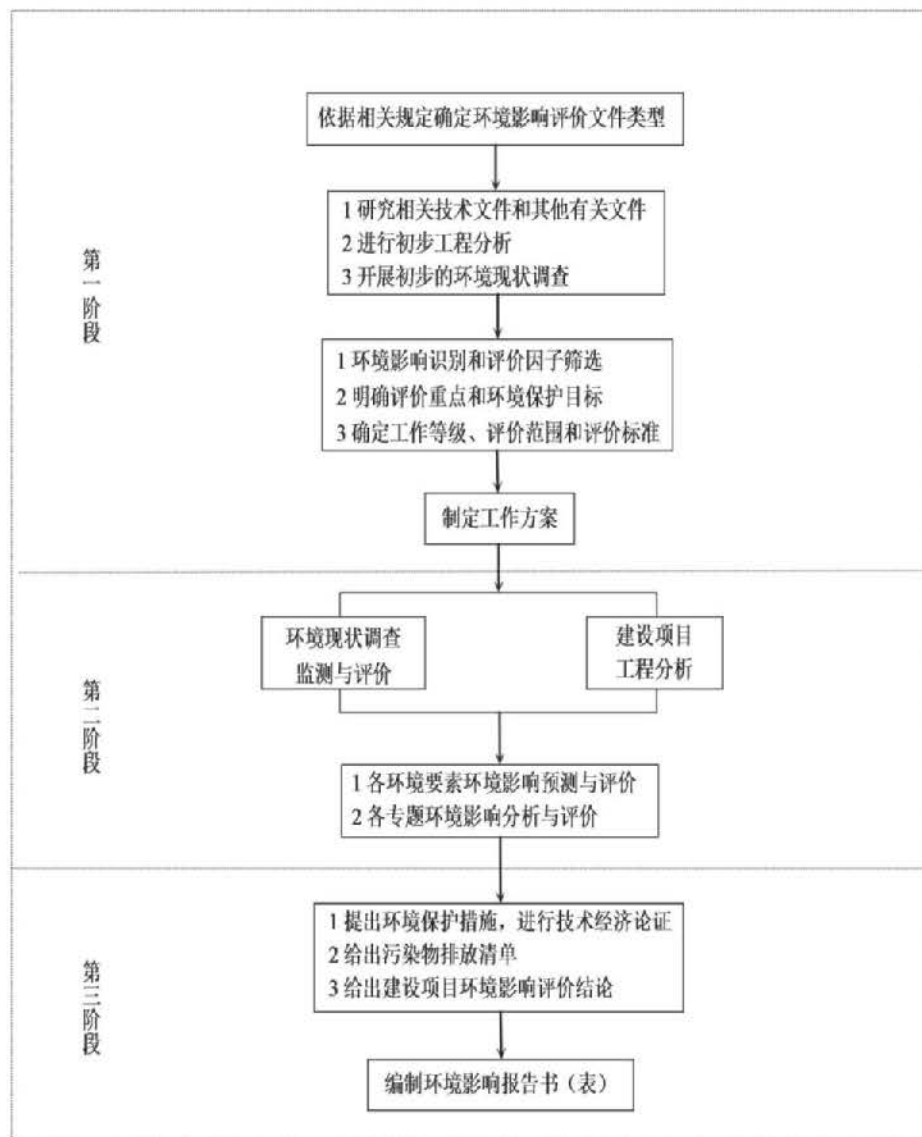 依据相关规定确定环境影响评价文件类型
1 研究相关技术文件和其他有关文件
2 进行初步工程分析
3 开展初步的环境现状调查
第一阶段
1 环境影响识别和评价因子筛选
2 明确评价重点和环境保护目标
3 确定工作等级、评价范围和评价标准
制定工作方案
环境现状调查
监测与评价
建设项目
工程分析
第二阶段
1 各环境要素环境影响预测与评价
2 各专题环境影响分析与评价
1 提出环境保护措施，进行技术经济论证
2 给出污染物排放清单
3 给出建设项目环境影响评价结论
第三阶段
编制环境影响报告书（表）